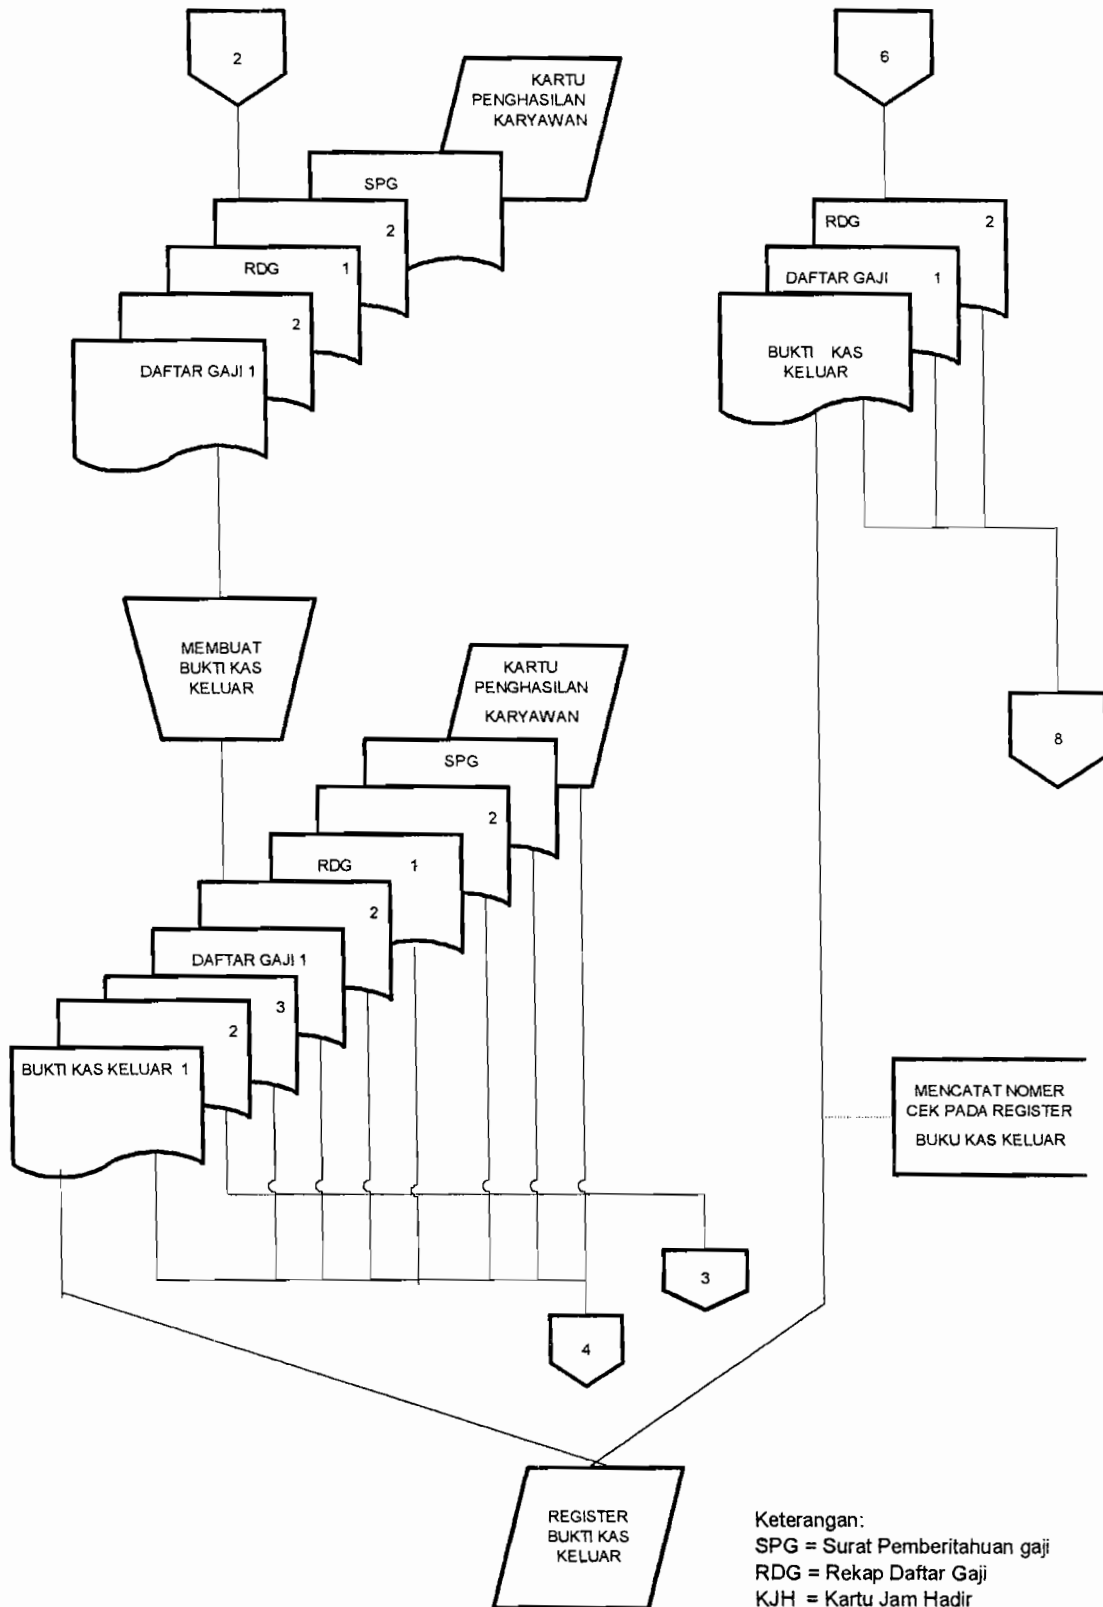 2
6
KARTU
PENGHASILAN
KARYAWAN
SPG
2
RDG 1
2
DAFTAR GAJI 1
RDG 2
DAFTAR GAJI 1
BUKTI KAS
KELUAR
MEMBUAT
BUKTI KAS
KELUAR
KARTU
PENGHASILAN
KARYAWAN
SPG
2
RDG 1
2
DAFTAR GAJI 1
3
2
BUKTI KAS KELUAR 1
8
MENCATAT NOMER
CEK PADA REGISTER
BUKU KAS KELUAR
3
4
REGISTER
BUKTI KAS
KELUAR
Keterangan:
SPG = Surat Pemberitahuan gaji
RDG = Rekap Daftar Gaji
KJH = Kartu Jam Hadir